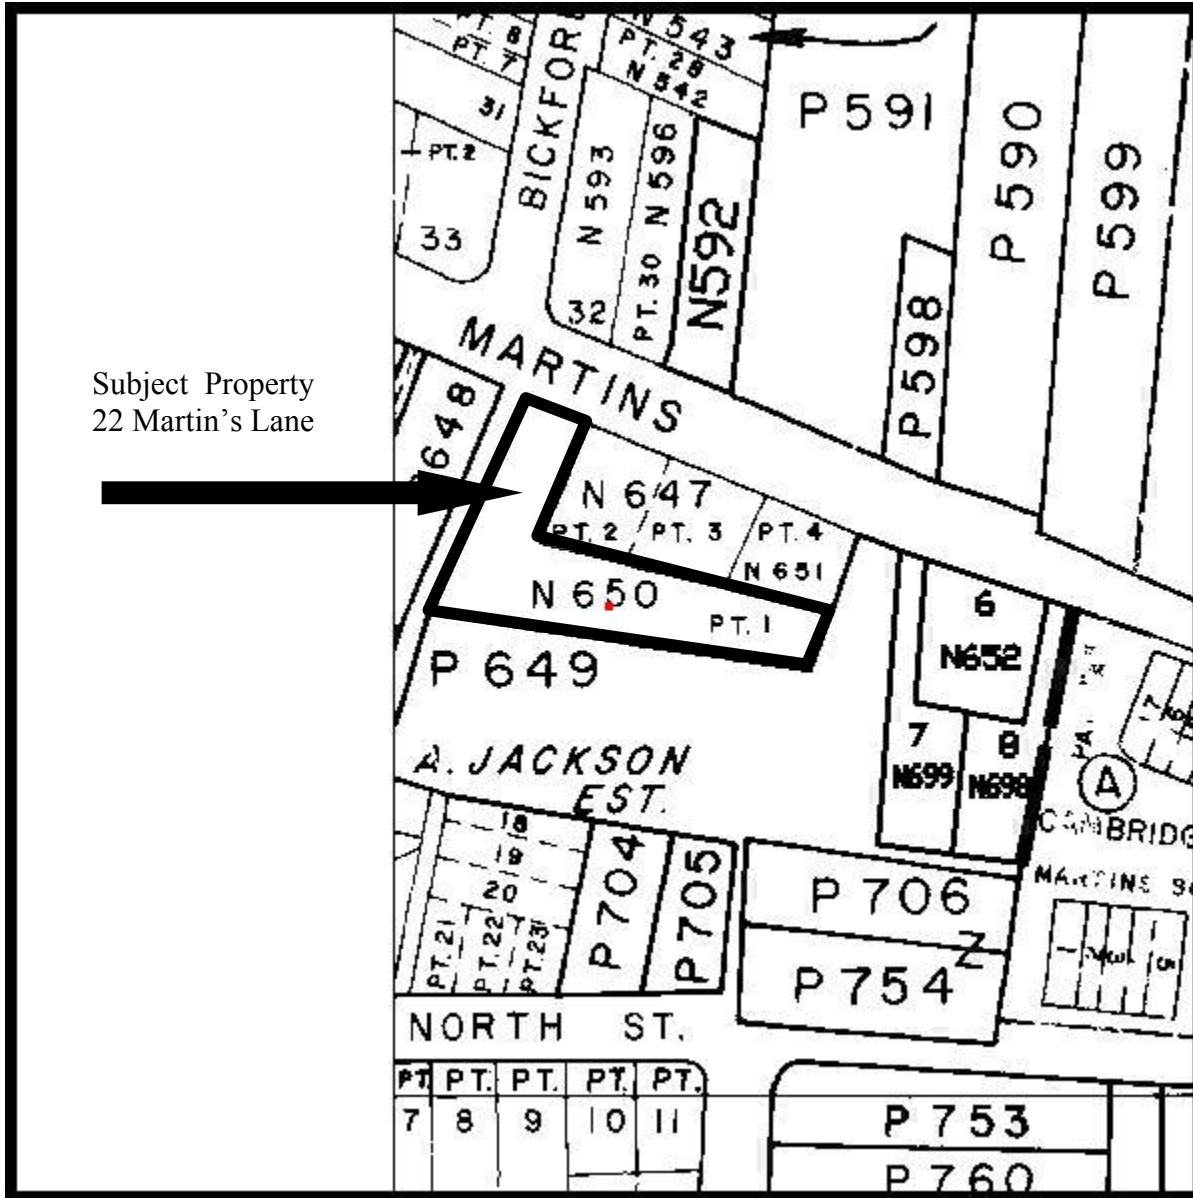 Subject Property
22 Martin's Lane
PT. 8
PT. 7
31
PT. 2
33
N 543
PT. 28
N 542
N 593
32
N 596
PT. 30
N592
P 591
P 590
P 599
P 598
MARTINS
648
N 647
PT. 2
PT. 3
PT. 4
N 651
N 650
PT. 1
P 649
A. JACKSON
EST.
6
N652
7
N699
8
N698
A
18
19
20
PT. 21
PT. 22
PT. 23
P 704
P 705
P 706
P 754
Z
NORTH ST.
PT PT. PT. PT. PT.
7 8 9 10 11
P 753
P 760
MARTINS
1
5